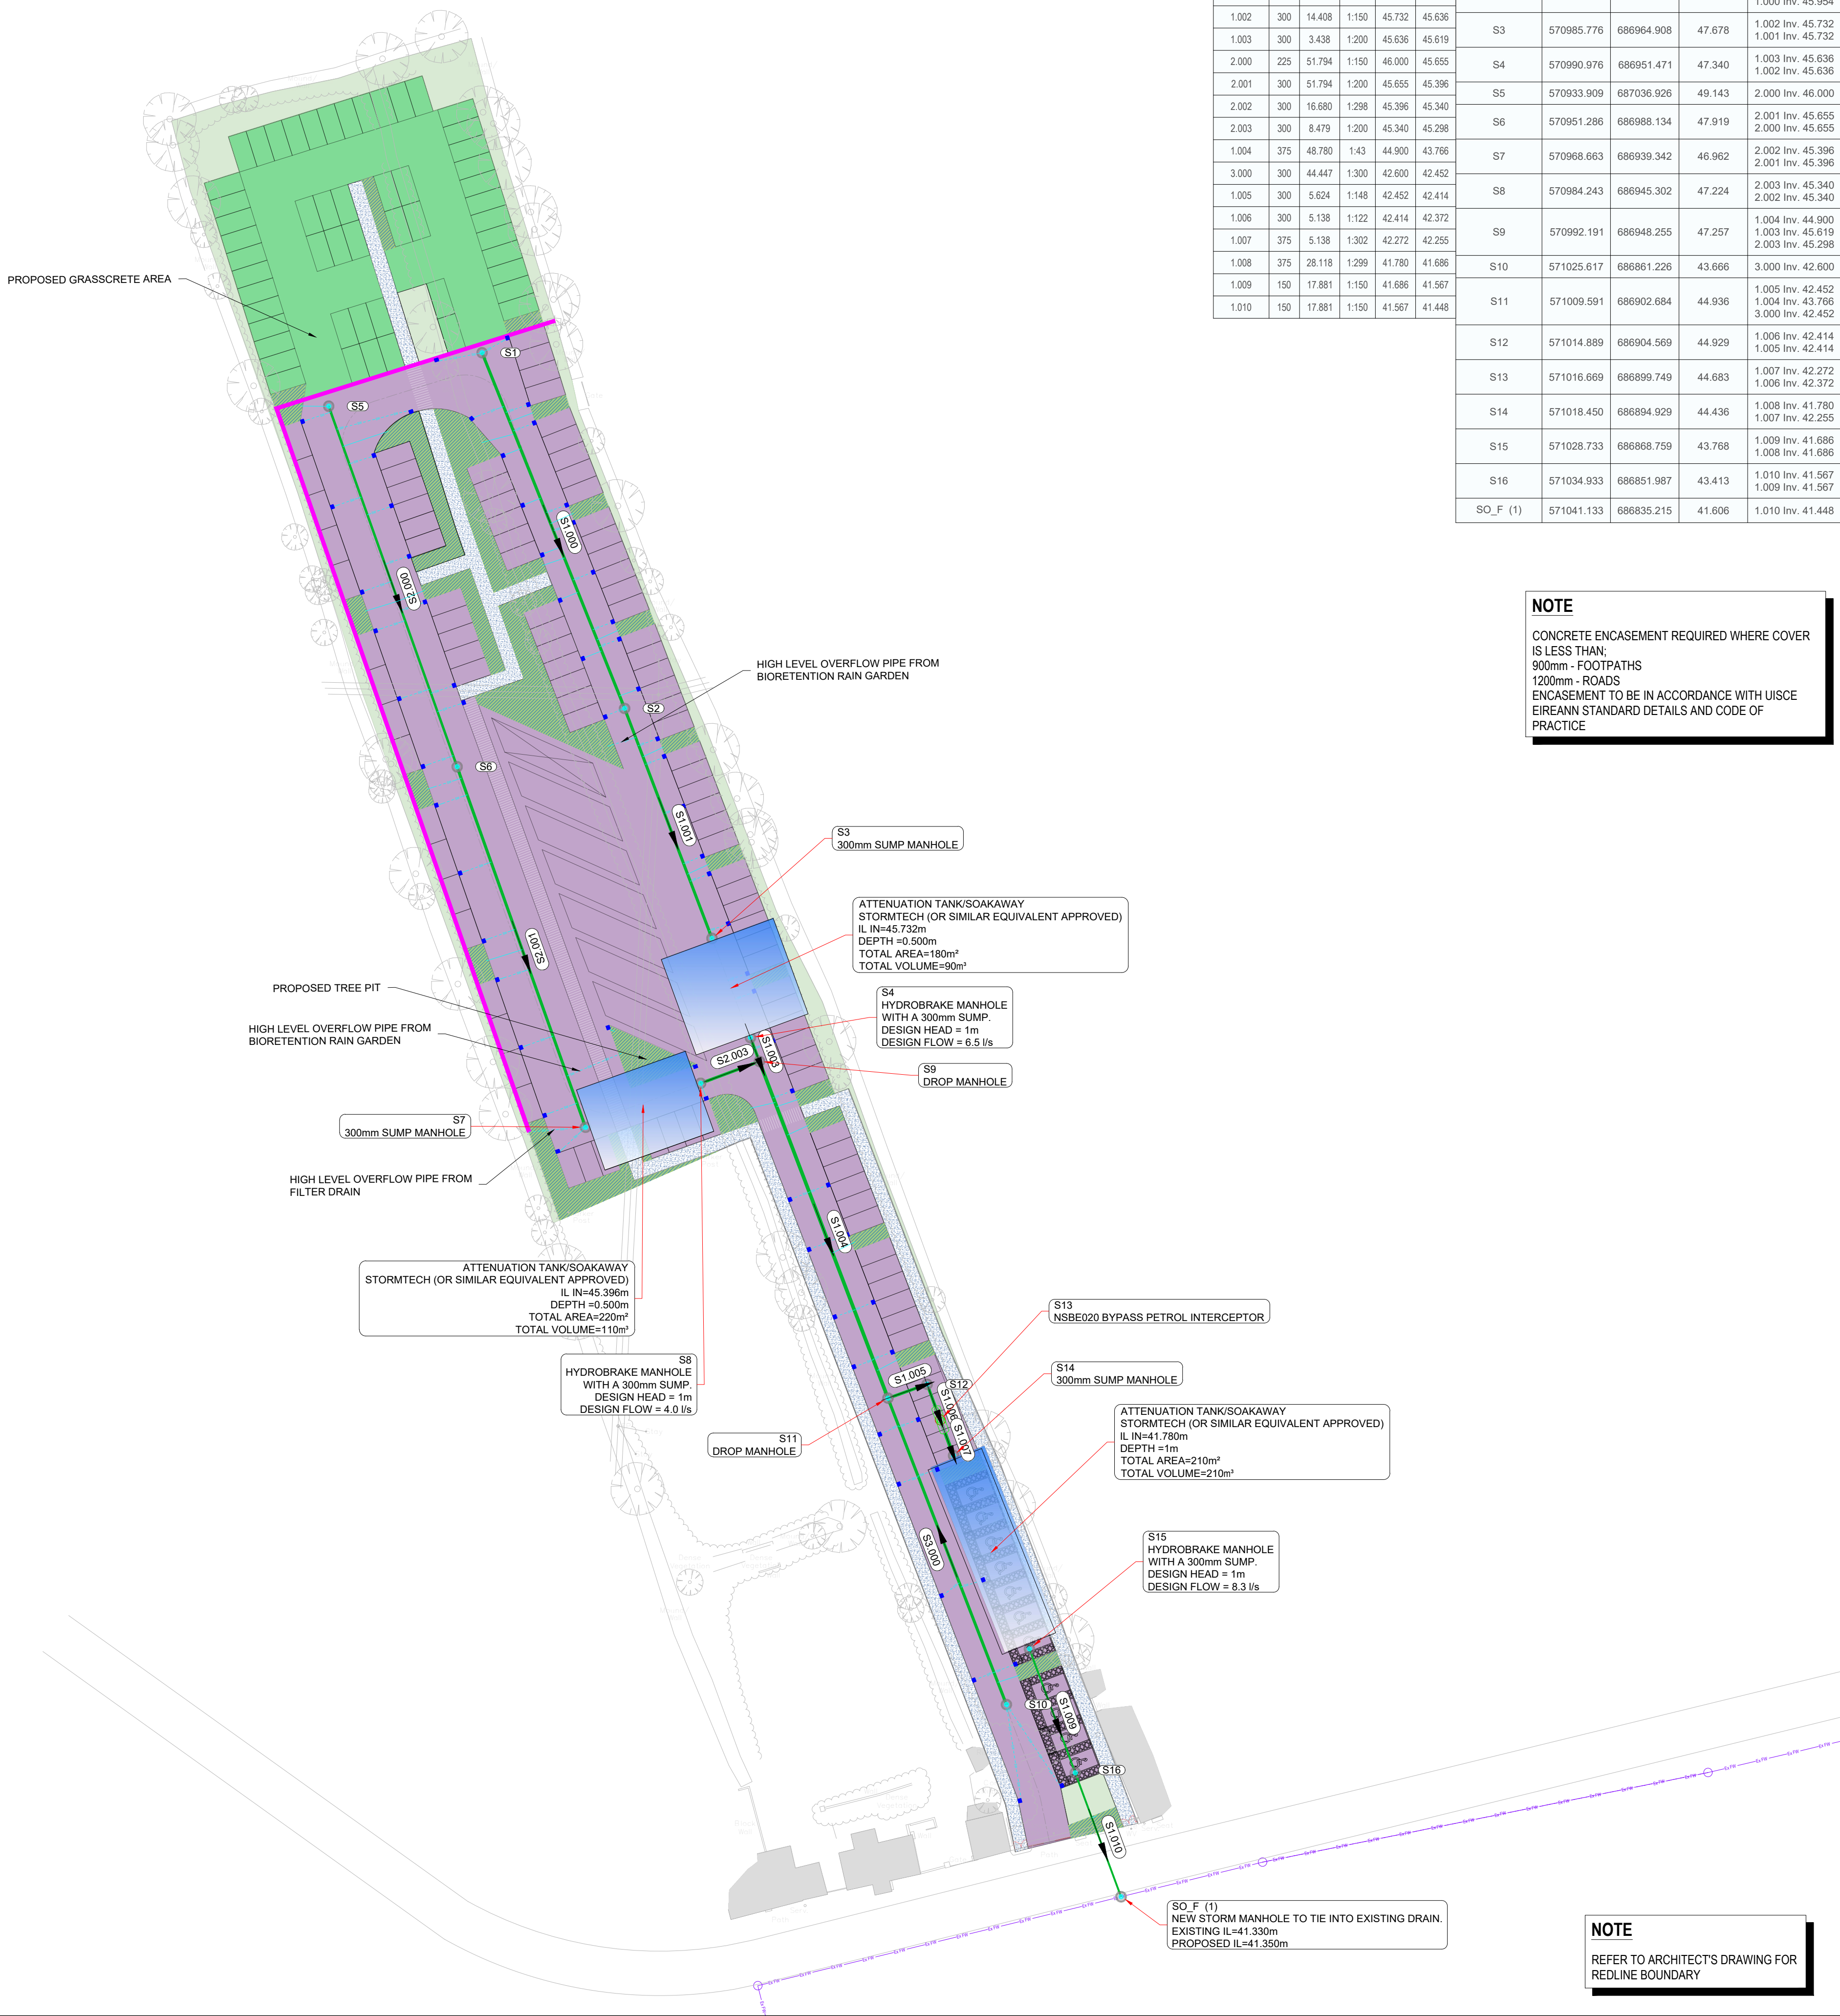 1.000 Inv. 45.954
1.002 300 14.408 1:150 45.732 45.636
1.003 300 3.438 1:200 45.636 45.619
2.000 225 51.794 1:150 46.000 45.655
2.001 300 51.794 1:200 45.655 45.396
2.002 300 16.680 1:298 45.396 45.340
2.003 300 8.479 1:200 45.340 45.298
1.004 375 48.780 1:43 44.900 43.766
3.000 300 44.447 1:300 42.600 42.452
1.005 300 5.624 1:148 42.452 42.414
1.006 300 5.138 1:122 42.414 42.372
1.007 375 5.138 1:302 42.272 42.255
1.008 375 28.118 1:299 41.780 41.686
1.009 150 17.881 1:150 41.686 41.567
1.010 150 17.881 1:150 41.567 41.448
S3 570985.776 686964.908 47.678 1.002 Inv. 45.732
1.001 Inv. 45.732
S4 570990.976 686951.471 47.340 1.003 Inv. 45.636
1.002 Inv. 45.636
S5 570933.909 687036.926 49.143 2.000 Inv. 46.000
S6 570951.286 686988.134 47.919 2.001 Inv. 45.655
2.000 Inv. 45.655
S7 570968.663 686939.342 46.962 2.002 Inv. 45.396
2.001 Inv. 45.396
S8 570984.243 686945.302 47.224 2.003 Inv. 45.340
2.002 Inv. 45.340
S9 570992.191 686948.255 47.257 1.004 Inv. 44.900
1.003 Inv. 45.619
2.003 Inv. 45.298
S10 571025.617 686861.226 43.666 3.000 Inv. 42.600
S11 571009.591 686902.684 44.936 1.005 Inv. 42.452
1.004 Inv. 43.766
3.000 Inv. 42.452
S12 571014.889 686904.569 44.929 1.006 Inv. 42.414
1.005 Inv. 42.414
S13 571016.669 686899.749 44.683 1.007 Inv. 42.272
1.006 Inv. 42.372
S14 571018.450 686894.929 44.436 1.008 Inv. 41.780
1.007 Inv. 42.255
S15 571028.733 686868.759 43.768 1.009 Inv. 41.686
1.008 Inv. 41.686
S16 571034.933 686851.987 43.413 1.010 Inv. 41.567
1.009 Inv. 41.567
SO_F (1) 571041.133 686835.215 41.606 1.010 Inv. 41.448
NOTE
CONCRETE ENCASEMENT REQUIRED WHERE COVER
IS LESS THAN;
900mm - FOOTPATHS
1200mm - ROADS
ENCASEMENT TO BE IN ACCORDANCE WITH UISCE
EIREANN STANDARD DETAILS AND CODE OF
PRACTICE
PROPOSED GRASSCRETE AREA
S1
S5
S1.000
S2.000
HIGH LEVEL OVERFLOW PIPE FROM
BIORETENTION RAIN GARDEN
S2
S6
S1.001
S3
300mm SUMP MANHOLE
ATTENUATION TANK/SOAKAWAY
STORMTECH (OR SIMILAR EQUIVALENT APPROVED)
IL IN=45.732m
DEPTH =0.500m
TOTAL AREA=180m²
TOTAL VOLUME=90m³
S2.001
PROPOSED TREE PIT
S4
HYDROBRAKE MANHOLE
WITH A 300mm SUMP.
DESIGN HEAD = 1m
DESIGN FLOW = 6.5 l/s
HIGH LEVEL OVERFLOW PIPE FROM
BIORETENTION RAIN GARDEN
S2.003
S1.003
S9
DROP MANHOLE
S7
300mm SUMP MANHOLE
HIGH LEVEL OVERFLOW PIPE FROM
FILTER DRAIN
S1.004
ATTENUATION TANK/SOAKAWAY
STORMTECH (OR SIMILAR EQUIVALENT APPROVED)
IL IN=45.396m
DEPTH =0.500m
TOTAL AREA=220m²
TOTAL VOLUME=110m³
S13
NSBE020 BYPASS PETROL INTERCEPTOR
S8
HYDROBRAKE MANHOLE
WITH A 300mm SUMP.
DESIGN HEAD = 1m
DESIGN FLOW = 4.0 l/s
S1.005
S12
S1.006
S1.007
S14
300mm SUMP MANHOLE
S11
DROP MANHOLE
ATTENUATION TANK/SOAKAWAY
STORMTECH (OR SIMILAR EQUIVALENT APPROVED)
IL IN=41.780m
DEPTH =1m
TOTAL AREA=210m²
TOTAL VOLUME=210m³
S3.000
S15
HYDROBRAKE MANHOLE
WITH A 300mm SUMP.
DESIGN HEAD = 1m
DESIGN FLOW = 8.3 l/s
S10
S1.009
S16
S1.010
SO_F (1)
NEW STORM MANHOLE TO TIE INTO EXISTING DRAIN.
EXISTING IL=41.330m
PROPOSED IL=41.350m
NOTE
REFER TO ARCHITECT'S DRAWING FOR
REDLINE BOUNDARY